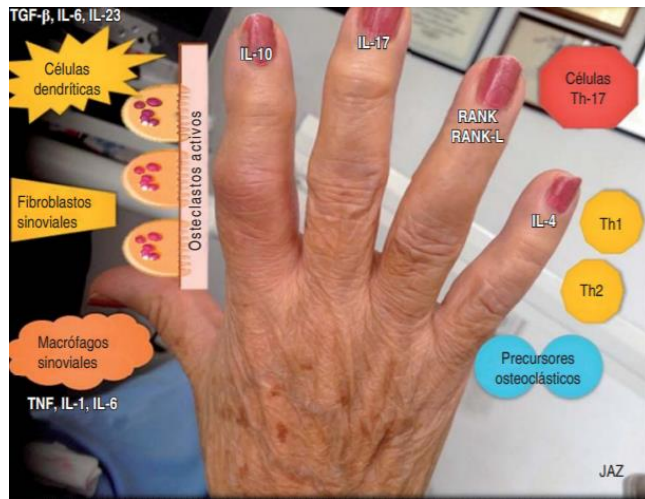 TGF-β, IL-6, IL-23
Células
dendríticas
IL-10
IL-17
RANK
RANK-L
IL-4
Células
Th-17
Osteclastos activos
Fibroblastos
sinoviales
Th1
Th2
Macrófagos
sinoviales
Precursores
osteoclásticos
TNF, IL-1, IL-6
JAZ